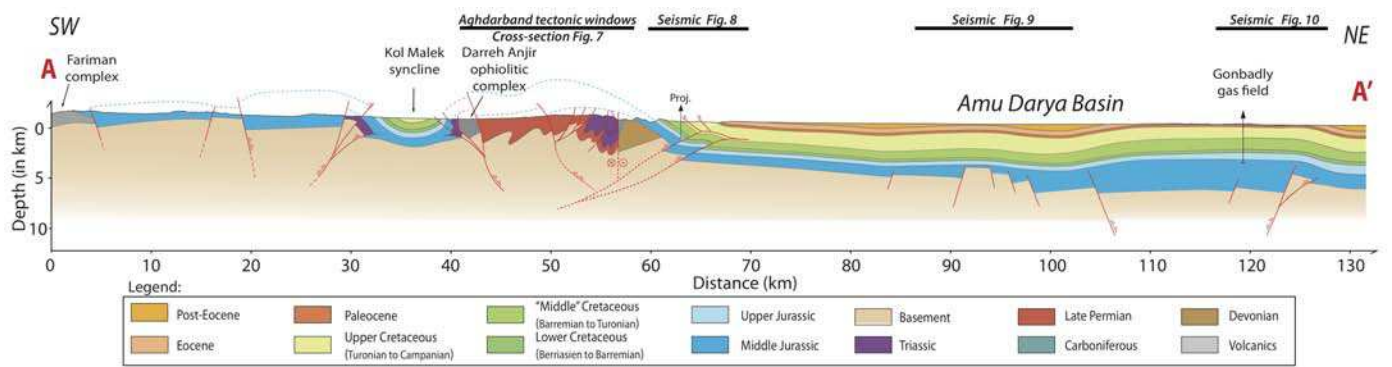 SW
Aghdarband tectonic windows
Cross-section Fig. 7
Seismic Fig. 8
Seismic Fig. 9
Seismic Fig. 10
NE
A
Fariman
complex
Kol Malek
syncline
Darreh Anjir
ophiolitic
complex
Proj.
Amu Darya Basin
Gonbadly
gas field
A’
Depth (in km)
0
5
10
0 10 20 30 40 50 60 70 80 90 100 110 120 130
Distance (km)
Legend:
Post-Eocene
Paleocene
"Middle" Cretaceous
(Barremian to Turonian)
Upper Jurassic
Basement
Late Permian
Devonian
Eocene
Upper Cretaceous
(Turonian to Campanian)
Lower Cretaceous
(Berriasien to Barremian)
Middle Jurassic
Triassic
Carboniferous
Volcanics